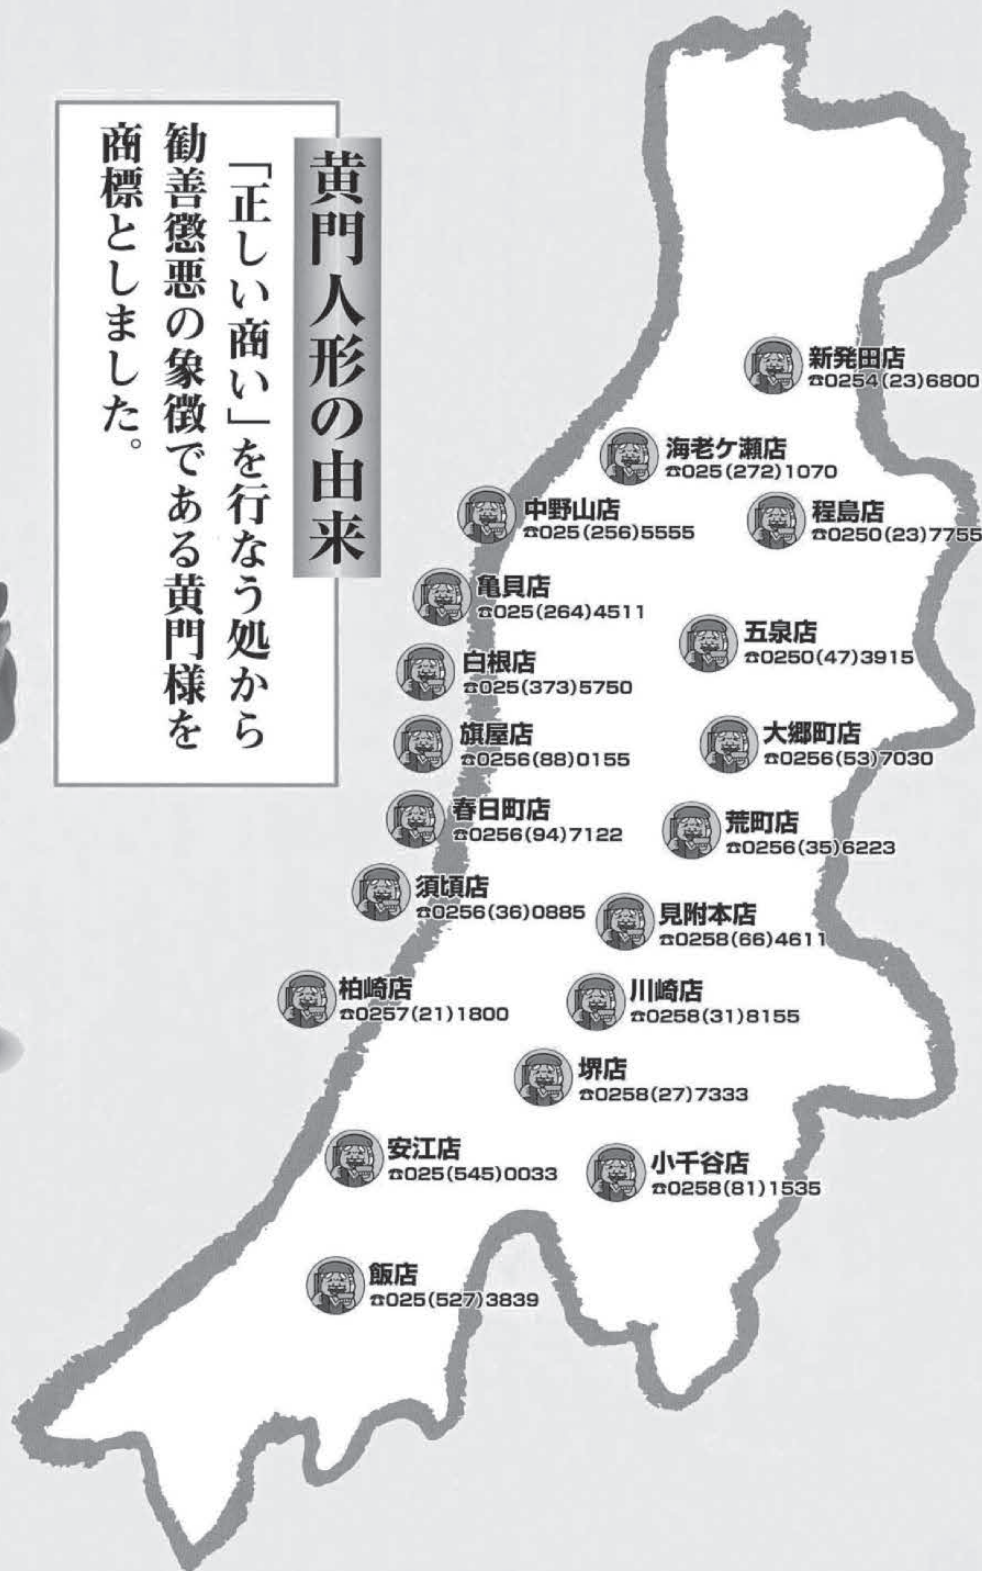 黄門人形の由来
「正しい商い」を行なう処から
勧善懲悪の象徴である黄門様を
商標としました。
新発田店
☎0254(23)6800
海老ケ瀬店
☎025(272)1070
中野山店
☎025(256)5555
程島店
☎0250(23)7755
亀貝店
☎025(264)4511
五泉店
☎0250(47)3915
白根店
☎025(373)5750
旗屋店
☎0256(88)0155
大郷町店
☎0256(53)7030
春日町店
☎0256(94)7122
荒町店
☎0256(35)6223
須頃店
☎0256(36)0885
見附本店
☎0258(66)4611
柏崎店
☎0257(21)1800
川崎店
☎0258(31)8155
堺店
☎0258(27)7333
安江店
☎025(545)0033
小千谷店
☎0258(81)1535
飯店
☎025(527)3839